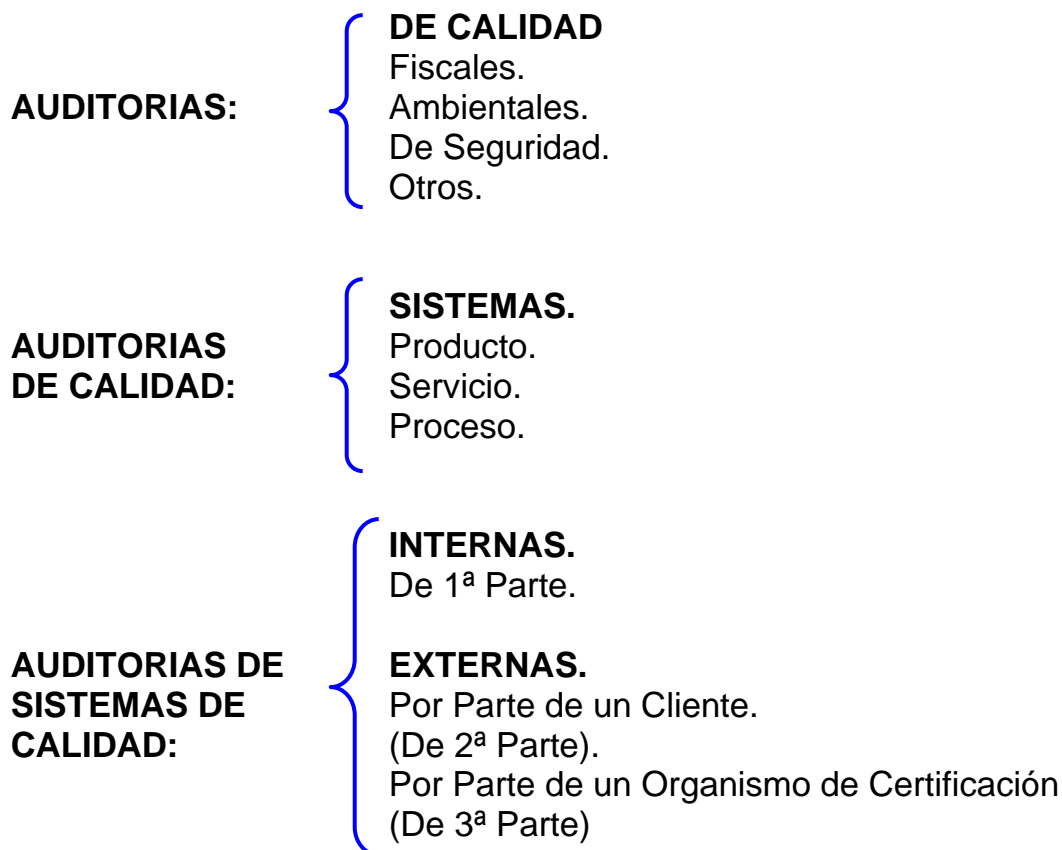 AUDITORIAS:
DE CALIDAD
Fiscales.
Ambientales.
De Seguridad.
Otros.
AUDITORIAS
DE CALIDAD:
SISTEMAS.
Producto.
Servicio.
Proceso.
AUDITORIAS DE
SISTEMAS DE
CALIDAD:
INTERNAS.
De 1ª Parte.
EXTERNAS.
Por Parte de un Cliente.
(De 2ª Parte).
Por Parte de un Organismo de Certificación
(De 3ª Parte)